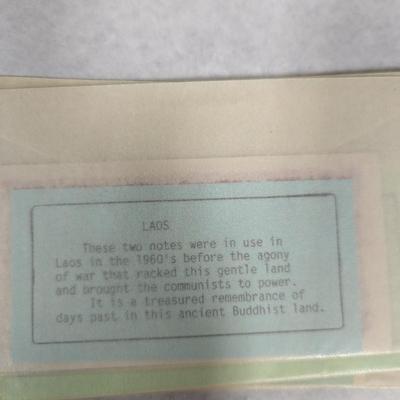 LAOS
These two notes were in use in
Laos in the 1960's before the agony
of war that racked this gentle land
and brought the communists to power.
It is a treasured remembrance of
days past in this ancient Buddhist land.